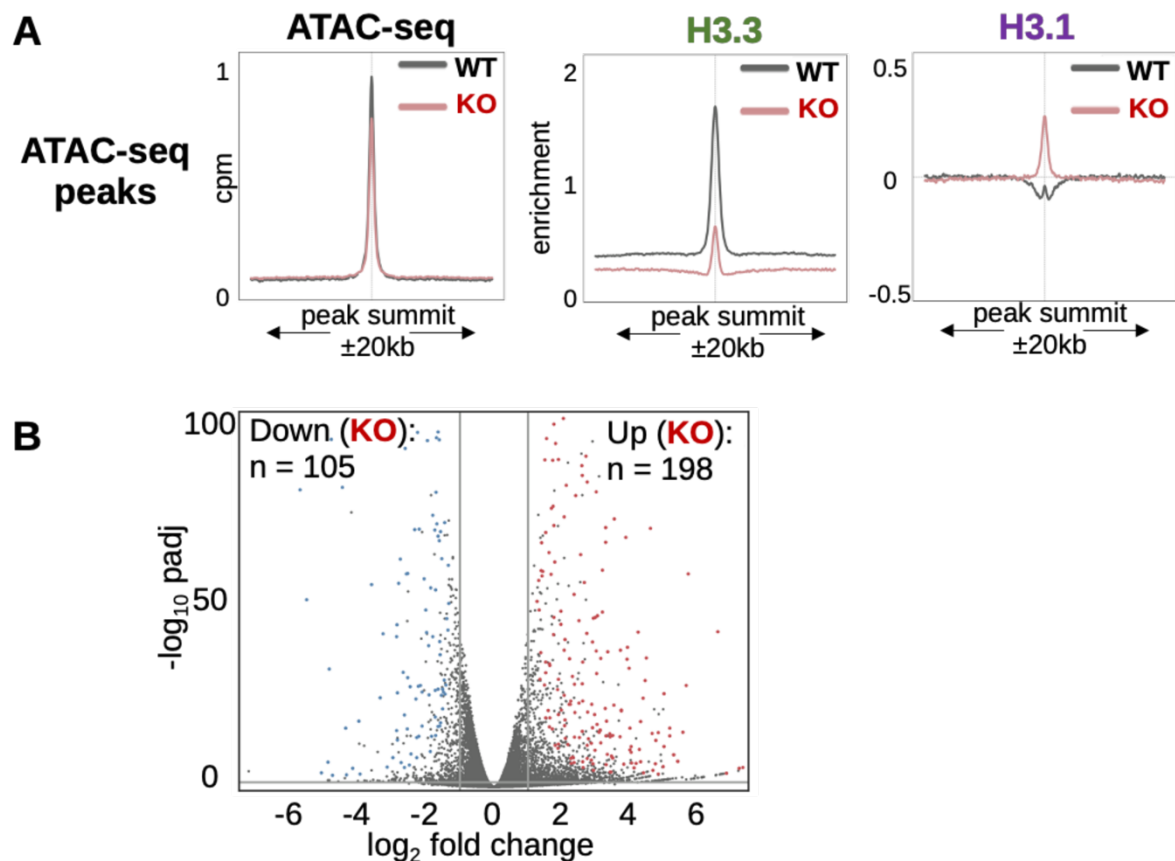 A
ATAC-seq
H3.3
H3.1
ATAC-seq
peaks
cpm
1
0
WT
KO
peak summit
±20kb
enrichment
2
1
0
WT
KO
peak summit
±20kb
0.5
0
-0.5
WT
KO
peak summit
±20kb
B
Down (KO):
n = 105
Up (KO):
n = 198
-log10 padj
100
50
0
-6 -4 -2 0 2 4 6
log2 fold change